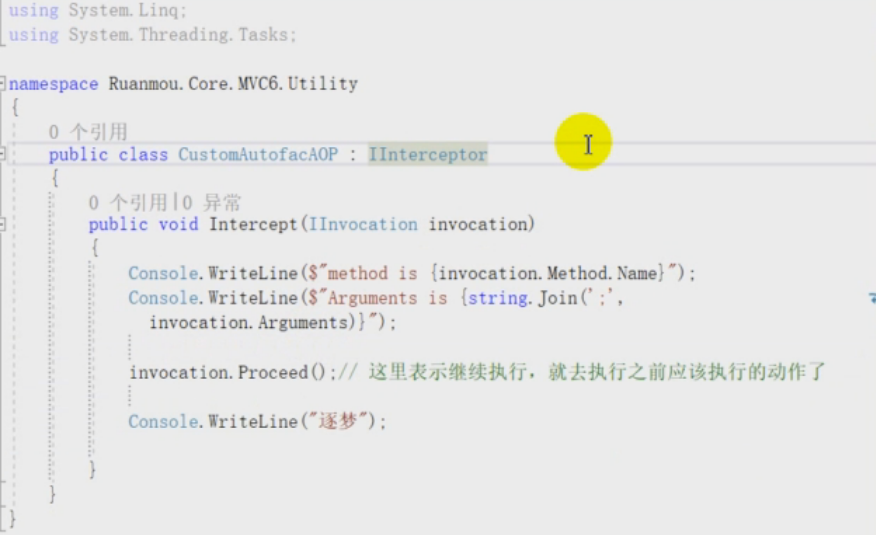 using System.Linq;
using System.Threading.Tasks;
namespace Ruanmou.Core.MVC6.Utility
{
0 个引用
public class CustomAutofacAOP : IInterceptor
{
0 个引用|0 异常
public void Intercept(IInvocation invocation)
{
Console.WriteLine($"method is {invocation.Method.Name}");
Console.WriteLine($"Arguments is {string.Join(';',
invocation.Arguments)}");
invocation.Proceed();// 这里表示继续执行，就去执行之前应该执行的动作了
Console.WriteLine("逐梦");
}
}
}